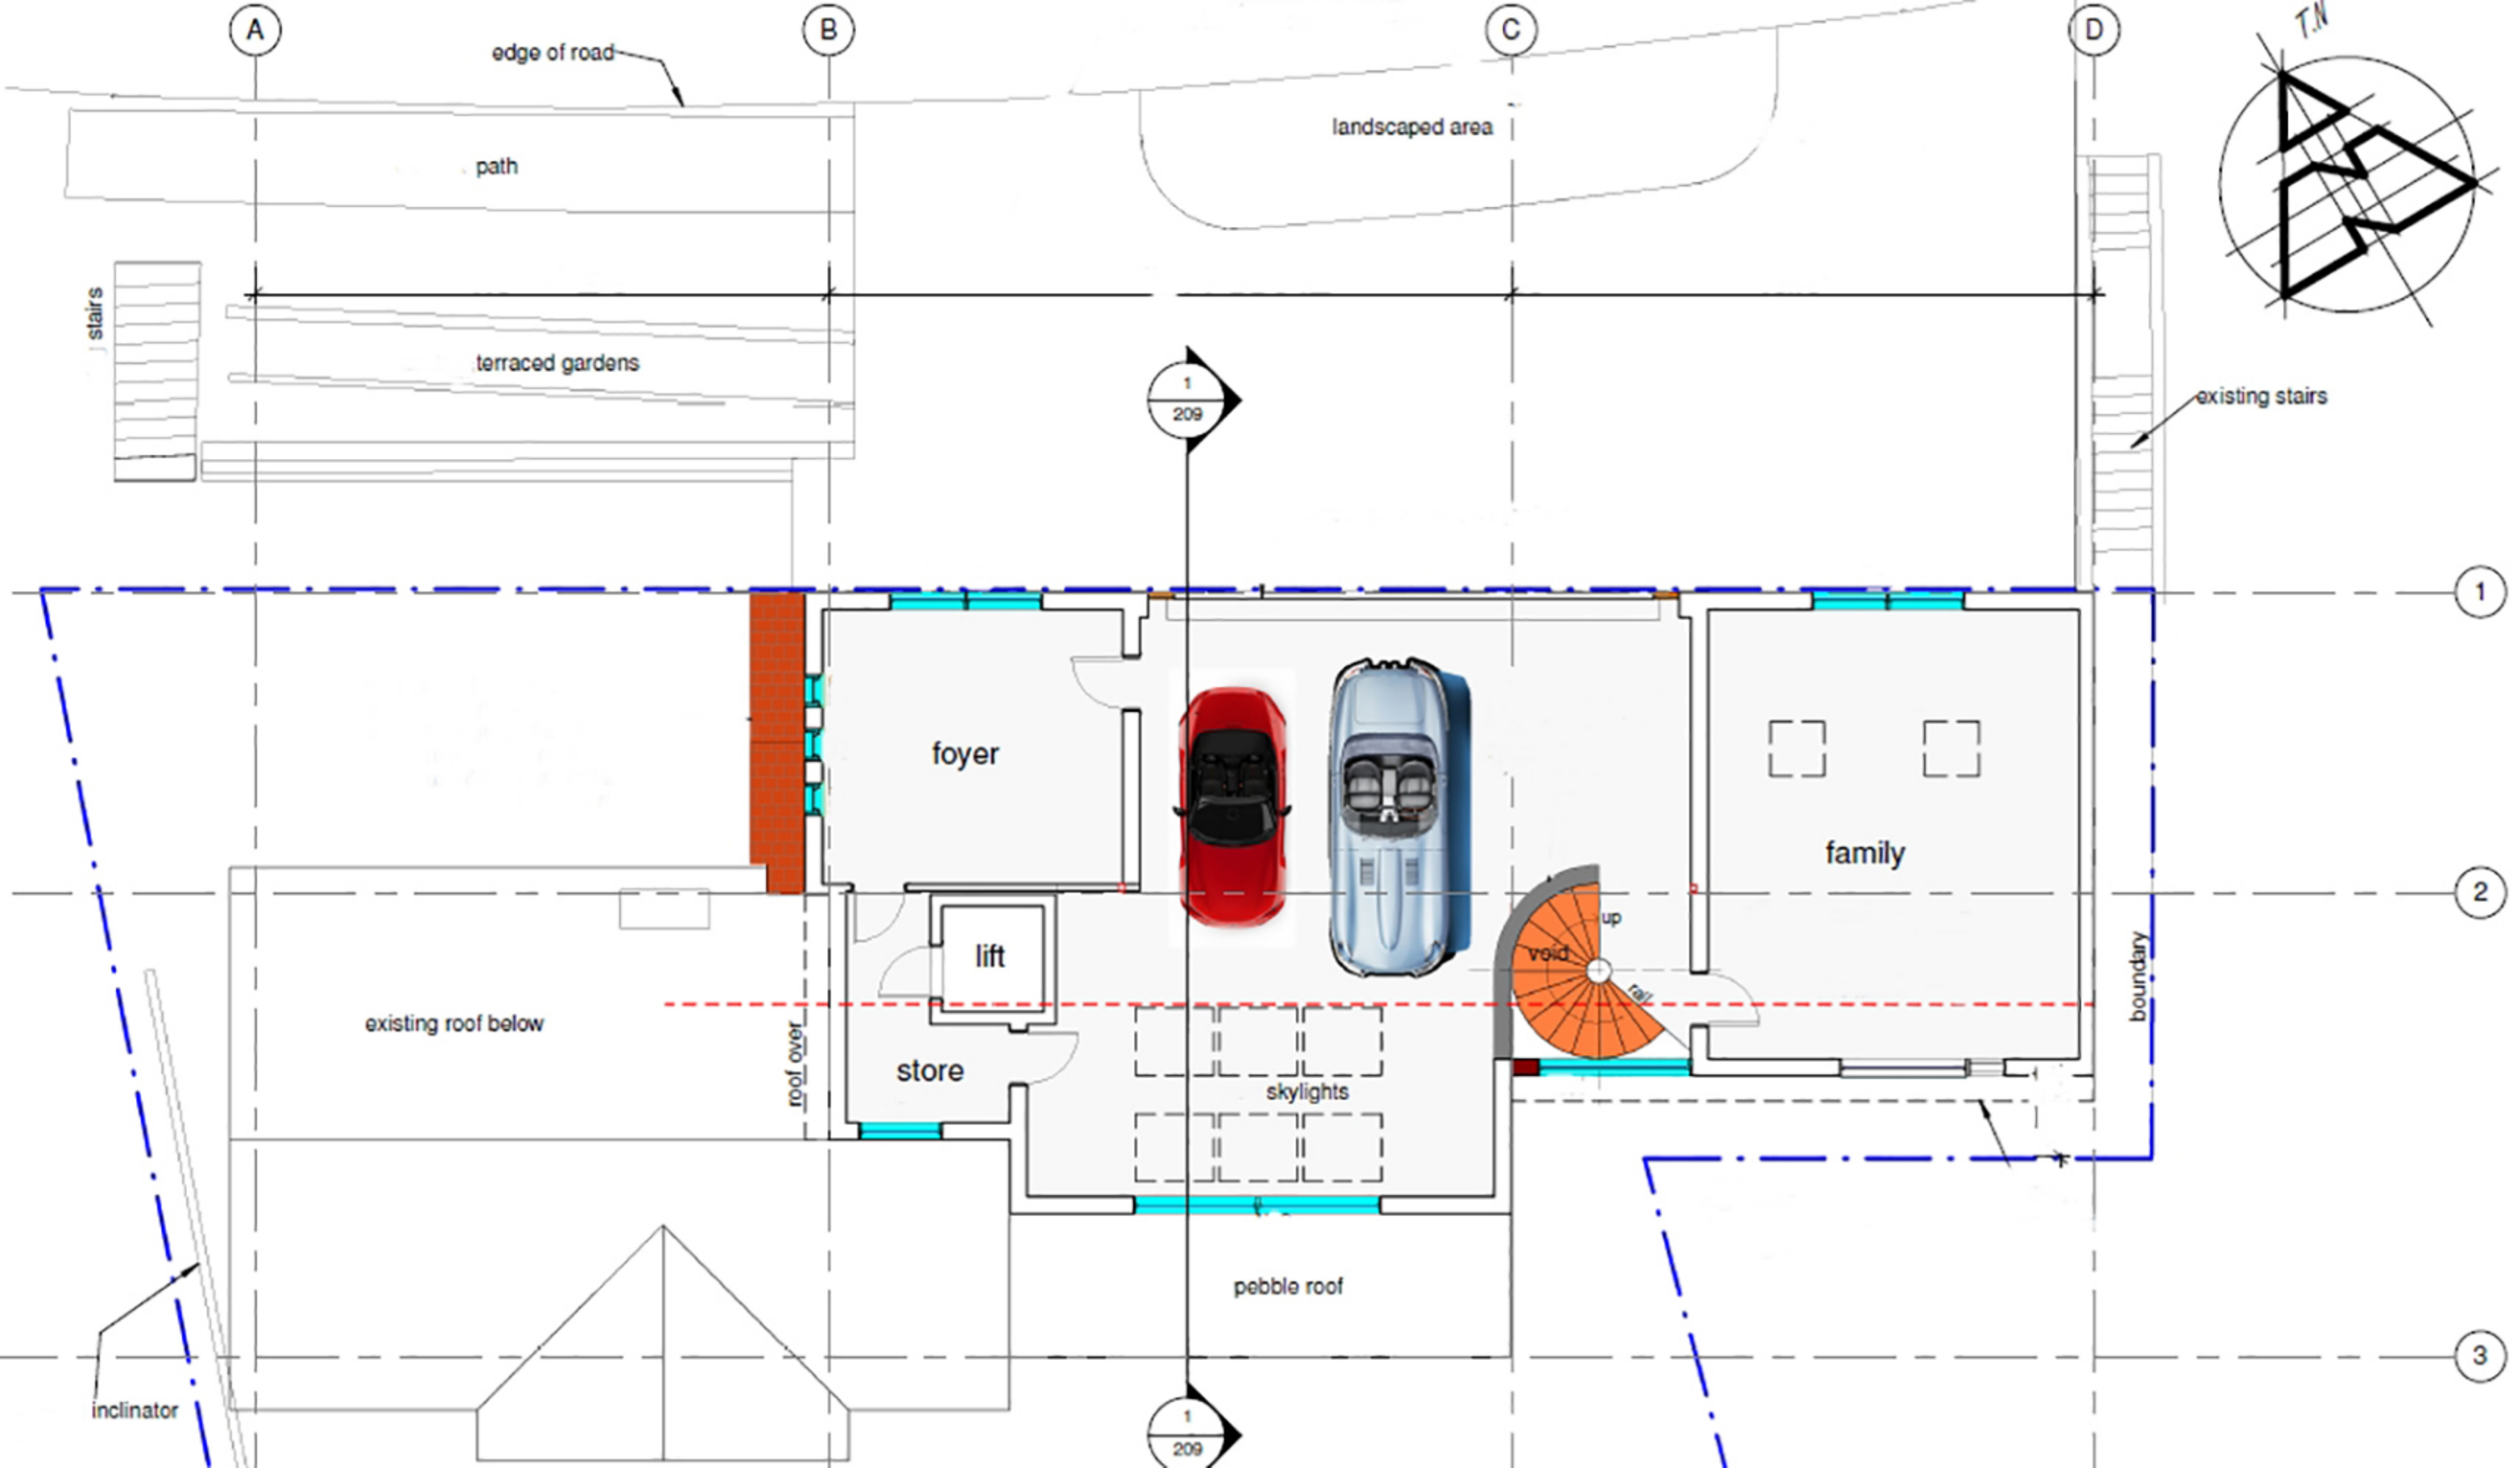 A
B
C
D
T.N
edge of road
landscaped area
path
stairs
terraced gardens
1
209
existing stairs
1
foyer
family
2
up
void
lift
rail
boundary
existing roof below
roof over
store
skylights
pebble roof
3
inclinator
1
209